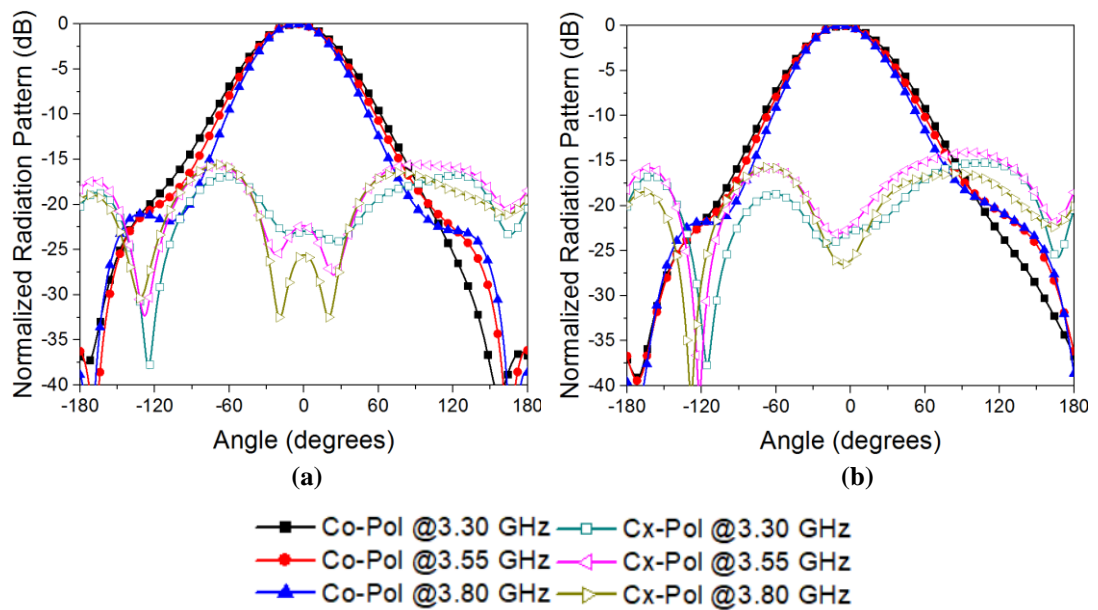 Normalized Radiation Pattern (dB)
0
-5
-10
-15
-20
-25
-30
-35
-40
-180 -120 -60 0 60 120 180
Angle (degrees)
(a)
Normalized Radiation Pattern (dB)
0
-5
-10
-15
-20
-25
-30
-35
-40
-180 -120 -60 0 60 120 180
Angle (degrees)
(b)
Co-Pol @3.30 GHz Cx-Pol @3.30 GHz
Co-Pol @3.55 GHz Cx-Pol @3.55 GHz
Co-Pol @3.80 GHz Cx-Pol @3.80 GHz